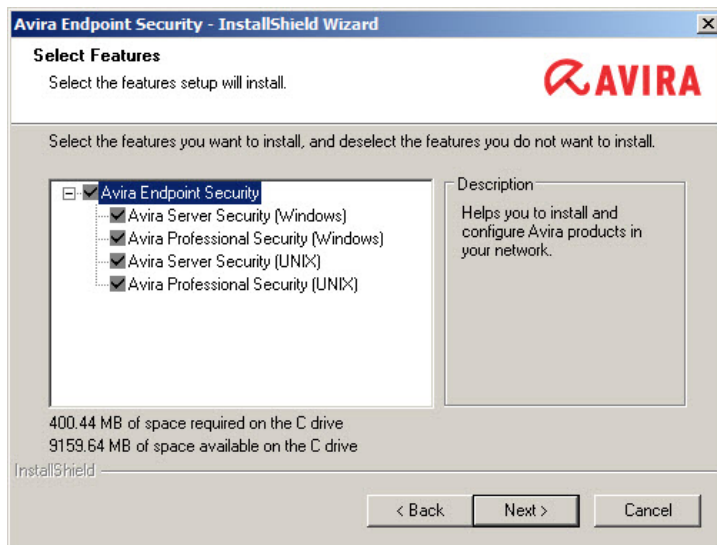 Avira Endpoint Security - InstallShield Wizard
Select Features
Select the features setup will install.
AVIRA
Select the features you want to install, and deselect the features you do not want to install.
Avira Endpoint Security
Avira Server Security (Windows)
Avira Professional Security (Windows)
Avira Server Security (UNIX)
Avira Professional Security (UNIX)
Description
Helps you to install and
configure Avira products in
your network.
400.44 MB of space required on the C drive
9159.64 MB of space available on the C drive
InstallShield
< Back
Next >
Cancel